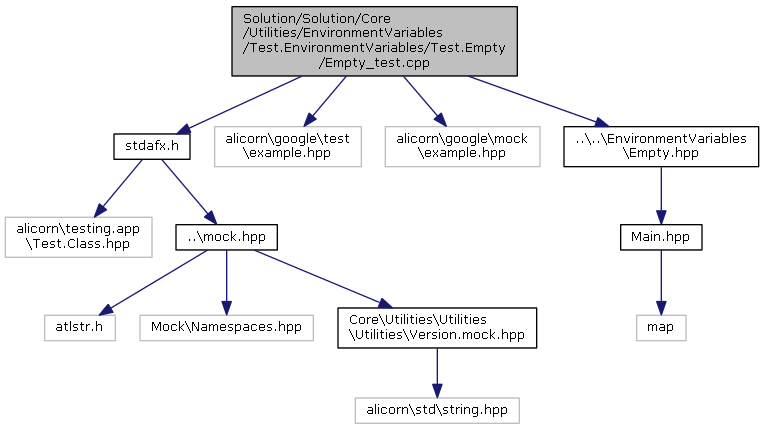 Solution/Solution/Core
/Utilities/EnvironmentVariables
/Test.EnvironmentVariables/Test.Empty
/Empty_test.cpp
stdafx.h
alicorn\google\test
\example.hpp
alicorn\google\mock
\example.hpp
..\..\EnvironmentVariables
\Empty.hpp
alicorn\testing.app
\Test.Class.hpp
..\mock.hpp
Main.hpp
atlstr.h
Mock\Namespaces.hpp
Core\Utilities\Utilities
\Utilities\Version.mock.hpp
map
alicorn\std\string.hpp